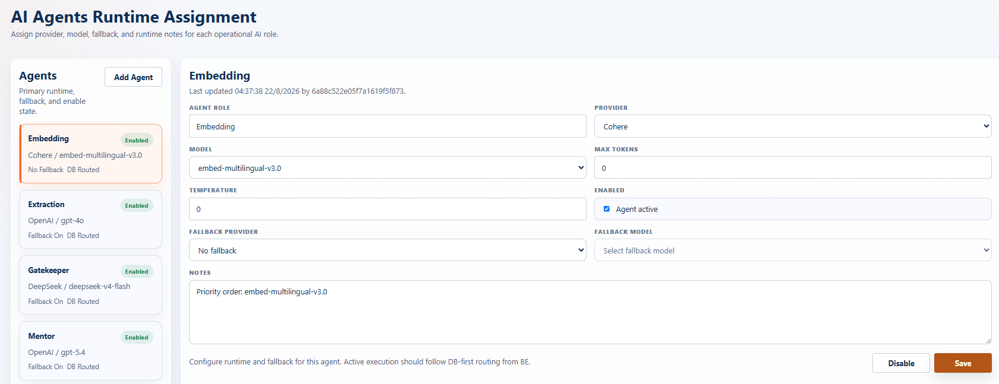 AI Agents Runtime Assignment
Assign provider, model, fallback, and runtime notes for each operational AI role.
Agents
Add Agent
Primary runtime,
fallback, and enable
state.
Embedding
Enabled
Cohere / embed-multilingual-v3.0
No Fallback DB Routed
Extraction
Enabled
OpenAI / gpt-4o
Fallback On DB Routed
Gatekeeper
Enabled
DeepSeek / deepseek-v4-flash
Fallback On DB Routed
Mentor
Enabled
OpenAI / gpt-5.4
Fallback On DB Routed
Embedding
Last updated 04:37:38 22/8/2026 by 6a88c522e05f7a1619f5f873.
AGENT ROLE
Embedding
PROVIDER
Cohere
MODEL
embed-multilingual-v3.0
MAX TOKENS
0
TEMPERATURE
0
ENABLED
Agent active
FALLBACK PROVIDER
No fallback
FALLBACK MODEL
Select fallback model
NOTES
Priority order: embed-multilingual-v3.0
Configure runtime and fallback for this agent. Active execution should follow DB-first routing from BE.
Disable
Save